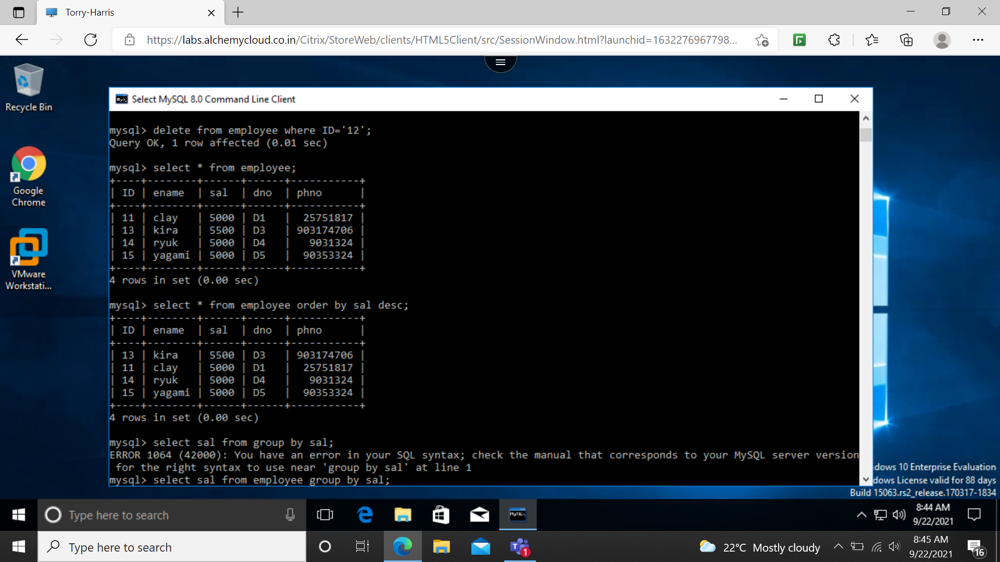 Torry-Harris
https://labs.alchemycloud.co.in/Citrix/StoreWeb/clients/HTML5Client/src/SessionWindow.html?launchid=1632276967798...
Recycle Bin
Google
Chrome
VMware
Workstati...
Select MySQL 8.0 Command Line Client
mysql> delete from employee where ID='12';
Query OK, 1 row affected (0.01 sec)
mysql> select * from employee;
+----+--------+------+------+-----------+
| ID | ename  | sal  | dno  | phno      |
+----+--------+------+------+-----------+
| 11 | clay   | 5000 | D1   |  25751817 |
| 13 | kira   | 5500 | D3   | 903174706 |
| 14 | ryuk   | 5000 | D4   |   9031324 |
| 15 | yagami | 5000 | D5   |  90353324 |
+----+--------+------+------+-----------+
4 rows in set (0.00 sec)
mysql> select * from employee order by sal desc;
+----+--------+------+------+-----------+
| ID | ename  | sal  | dno  | phno      |
+----+--------+------+------+-----------+
| 13 | kira   | 5500 | D3   | 903174706 |
| 11 | clay   | 5000 | D1   |  25751817 |
| 14 | ryuk   | 5000 | D4   |   9031324 |
| 15 | yagami | 5000 | D5   |  90353324 |
+----+--------+------+------+-----------+
4 rows in set (0.00 sec)
mysql> select sal from group by sal;
ERROR 1064 (42000): You have an error in your SQL syntax; check the manual that corresponds to your MySQL server version
for the right syntax to use near 'group by sal' at line 1
mysql> select sal from employee group by sal;
dows 10 Enterprise Evaluation
dows License valid for 88 days
Build 15063.rs2_release.170317-1834
Type here to search
8:44 AM
9/22/2021
Type here to search
1
22°C Mostly cloudy
8:45 AM
9/22/2021
16